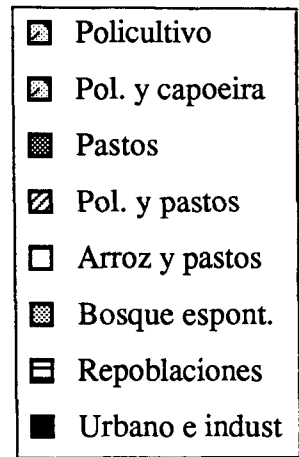 Policultivo
Pol. y capoeira
Pastos
Pol. y pastos
Arroz y pastos
Bosque espont.
Repoblaciones
Urbano e indust